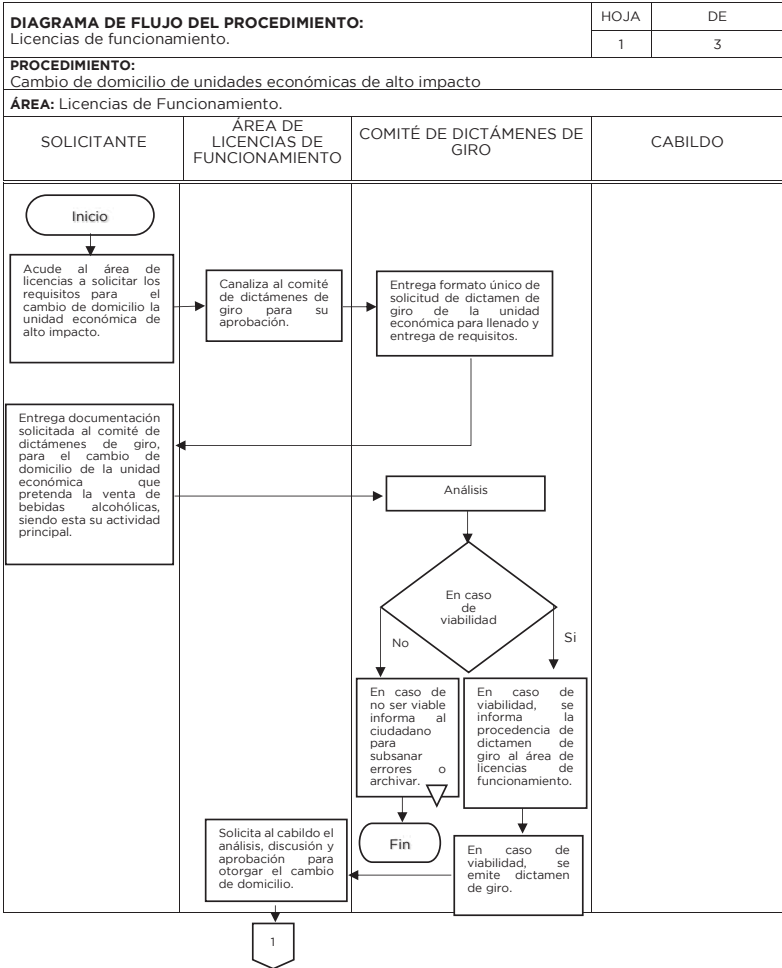 DIAGRAMA DE FLUJO DEL PROCEDIMIENTO:
Licencias de funcionamiento.
HOJA
DE
1
3
PROCEDIMIENTO:
Cambio de domicilio de unidades económicas de alto impacto
ÁREA: Licencias de Funcionamiento.
SOLICITANTE
ÁREA DE
LICENCIAS DE
FUNCIONAMIENTO
COMITÉ DE DICTÁMENES DE
GIRO
CABILDO
Inicio
Acude al área de
licencias a solicitar los
requisitos para el
cambio de domicilio la
unidad económica de
alto impacto.
Canaliza al comité
de dictámenes de
giro para su
aprobación.
Entrega formato único de
solicitud de dictamen de
giro de la unidad
económica para llenado y
entrega de requisitos.
Entrega documentación
solicitada al comité de
dictámenes de giro,
para el cambio de
domicilio de la unidad
económica que
pretenda la venta de
bebidas alcohólicas,
siendo esta su actividad
principal.
Análisis
En caso
de
viabilidad
No
Si
En caso de
no ser viable
informa al
ciudadano
para
subsanar
errores o
archivar.
En caso de
viabilidad, se
informa la
procedencia de
dictamen de
giro al área de
licencias de
funcionamiento.
Fin
En caso de
viabilidad, se
emite dictamen
de giro.
Solicita al cabildo el
análisis, discusión y
aprobación para
otorgar el cambio
de domicilio.
1